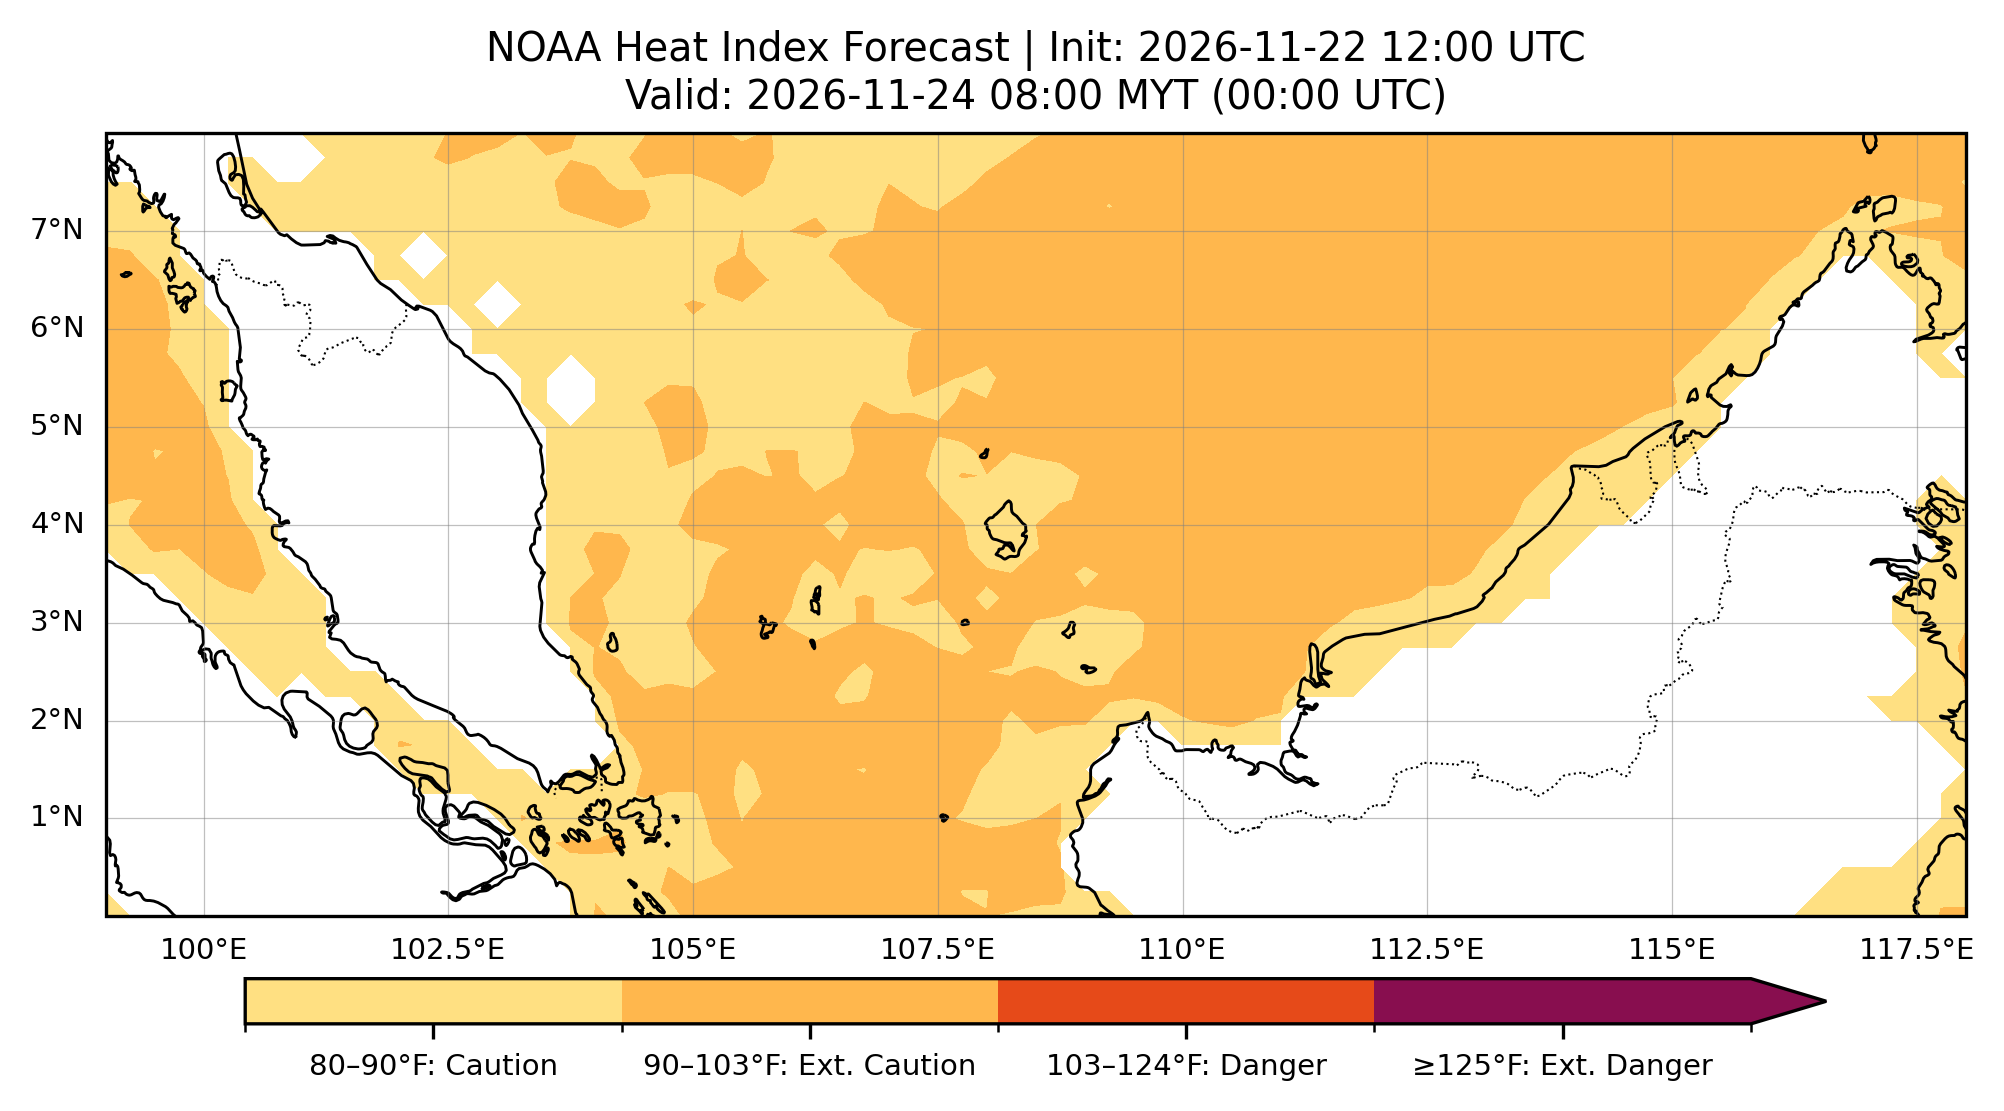 NOAA Heat Index Forecast | Init: 2026-11-22 12:00 UTC
Valid: 2026-11-24 08:00 MYT (00:00 UTC)
7°N
6°N
5°N
4°N
3°N
2°N
1°N
100°E 102.5°E 105°E 107.5°E 110°E 112.5°E 115°E 117.5°E
80–90°F: Caution 90–103°F: Ext. Caution 103–124°F: Danger ≥125°F: Ext. Danger